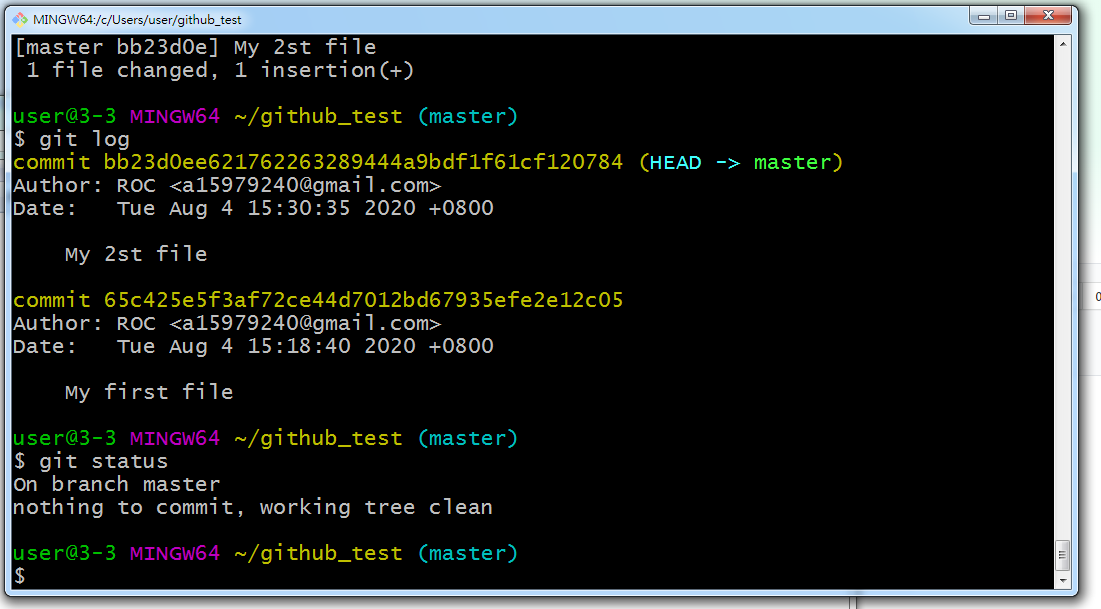 MINGW64:/c/Users/user/github_test
[master bb23d0e] My 2st file
 1 file changed, 1 insertion(+)
user@3-3 MINGW64 ~/github_test (master)
$ git log
commit bb23d0ee621762263289444a9bdf1f61cf120784 (HEAD -> master)
Author: ROC <a15979240@gmail.com>
Date:   Tue Aug 4 15:30:35 2020 +0800
    My 2st file
commit 65c425e5f3af72ce44d7012bd67935efe2e12c05
Author: ROC <a15979240@gmail.com>
Date:   Tue Aug 4 15:18:40 2020 +0800
    My first file
user@3-3 MINGW64 ~/github_test (master)
$ git status
On branch master
nothing to commit, working tree clean
user@3-3 MINGW64 ~/github_test (master)
$
0